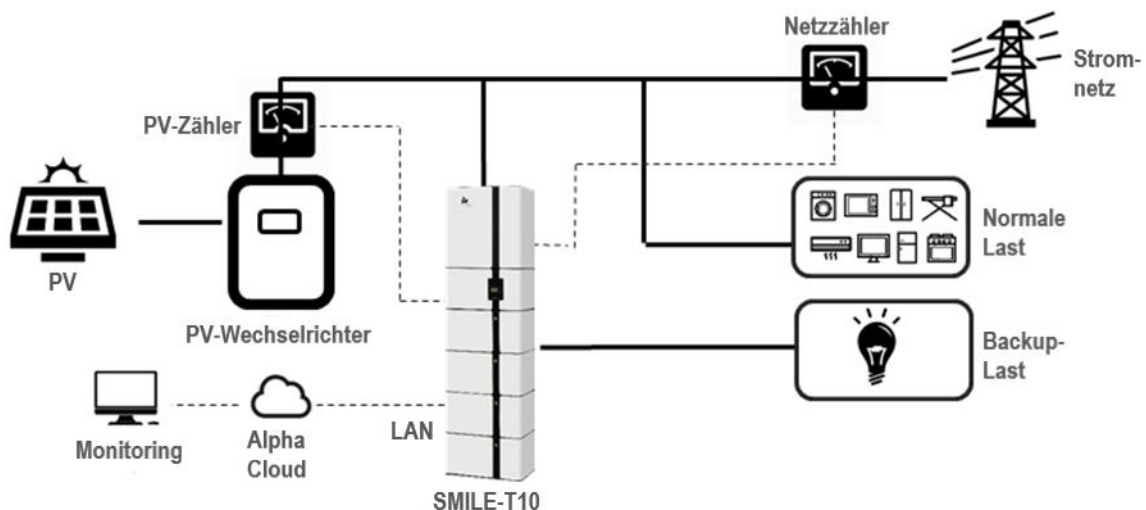 Netzzähler
Strom-
netz
PV-Zähler
PV
PV-Wechselrichter
Normale
Last
Backup-
Last
LAN
Monitoring
Alpha
Cloud
SMILE-T10